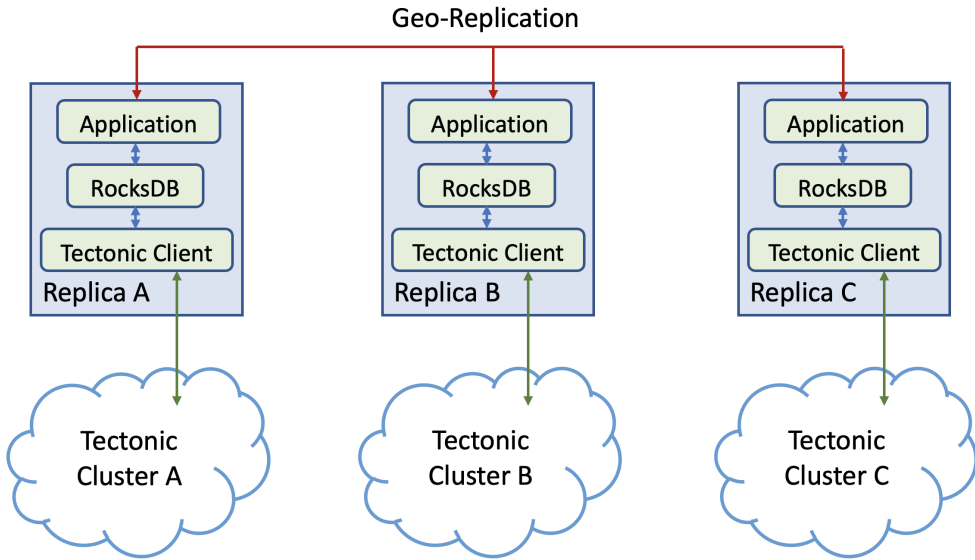 Geo-Replication
Application
RocksDB
Tectonic Client
Replica A
Application
RocksDB
Tectonic Client
Replica B
Application
RocksDB
Tectonic Client
Replica C
Tectonic
Cluster A
Tectonic
Cluster B
Tectonic
Cluster C